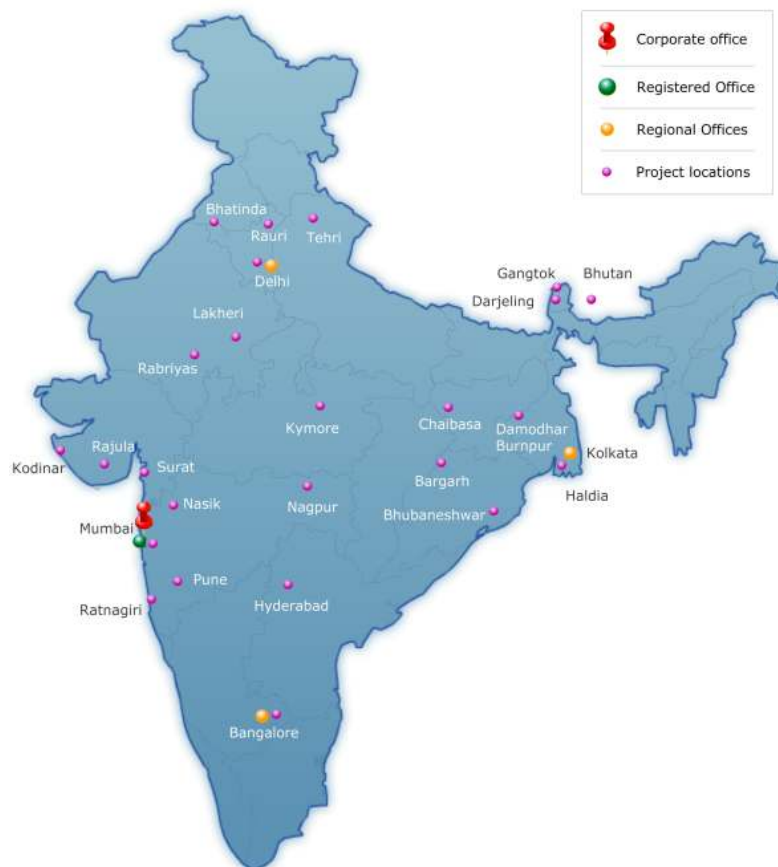 Corporate office
Registered Office
Regional Offices
Project locations
Bhatinda
Rauri
Tehri
Delhi
Gangtok
Bhutan
Darjeling
Lakheri
Rabriyas
Kymore
Chaibasa
Damodhar
Burnpur
Kolkata
Rajula
Kodinar
Surat
Bargarh
Haldia
Nasik
Nagpur
Bhubaneshwar
Mumbai
Pune
Hyderabad
Ratnagiri
Bangalore